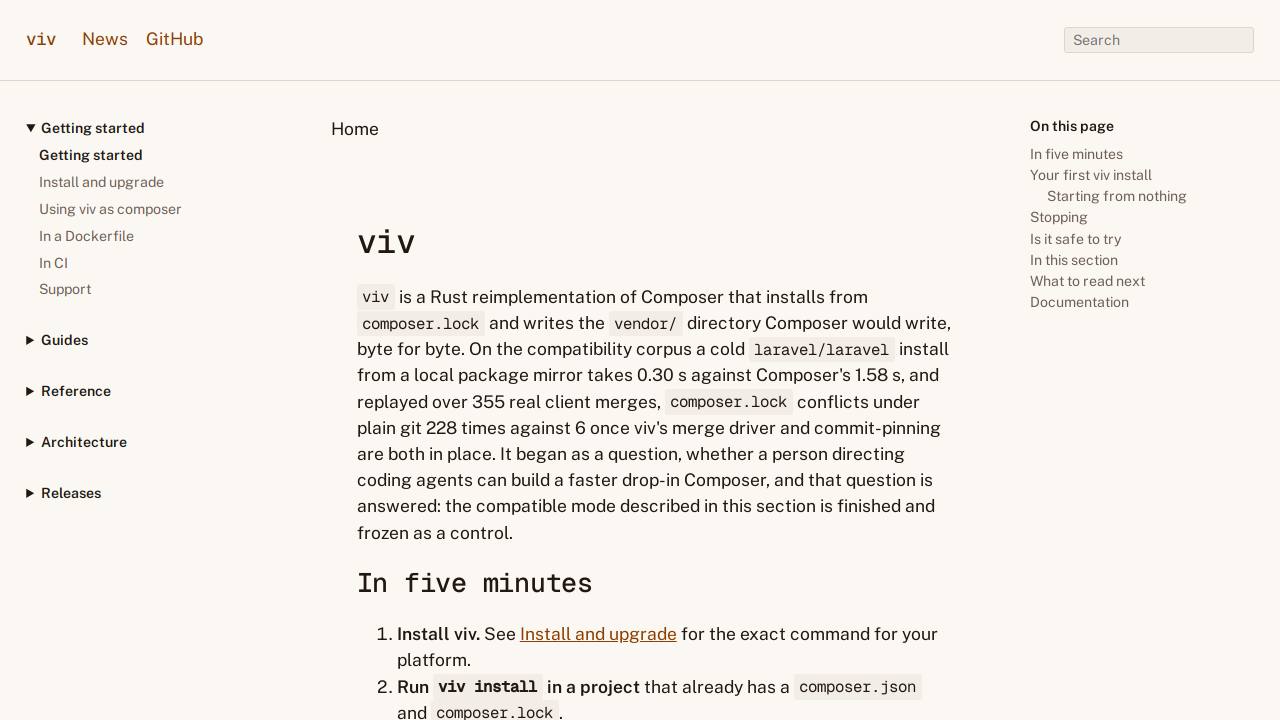 viv News GitHub
Search
Getting started
Getting started
Install and upgrade
Using viv as composer
In a Dockerfile
In CI
Support
Guides
Reference
Architecture
Releases
Home
viv
viv is a Rust reimplementation of Composer that installs from
composer.lock and writes the vendor/ directory Composer would write,
byte for byte. On the compatibility corpus a cold laravel/laravel install
from a local package mirror takes 0.30 s against Composer's 1.58 s, and
replayed over 355 real client merges, composer.lock conflicts under
plain git 228 times against 6 once viv's merge driver and commit-pinning
are both in place. It began as a question, whether a person directing
coding agents can build a faster drop-in Composer, and that question is
answered: the compatible mode described in this section is finished and
frozen as a control.
In five minutes
1. Install viv. See Install and upgrade for the exact command for your
platform.
2. Run viv install in a project that already has a composer.json
and composer.lock.
On this page
In five minutes
Your first viv install
Starting from nothing
Stopping
Is it safe to try
In this section
What to read next
Documentation